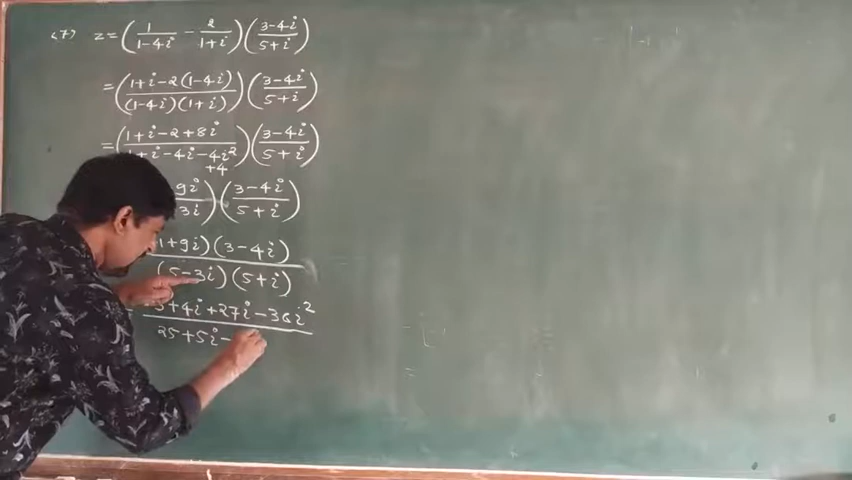 (7) z = (1/(1-4i) - 2/(1+i)) ((3-4i)/(5+i))
= ((1+i-2(1-4i))/((1-4i)(1+i))) ((3-4i)/(5+i))
= ((1+i-2+8i)/(1+i-4i-4i²)) ((3-4i)/(5+i))
+4
9i/3i) ((3-4i)/(5+i))
1+9i)(3-4i)/(5-3i)(5+i)
3+4i+27i-36i²/25+5i-